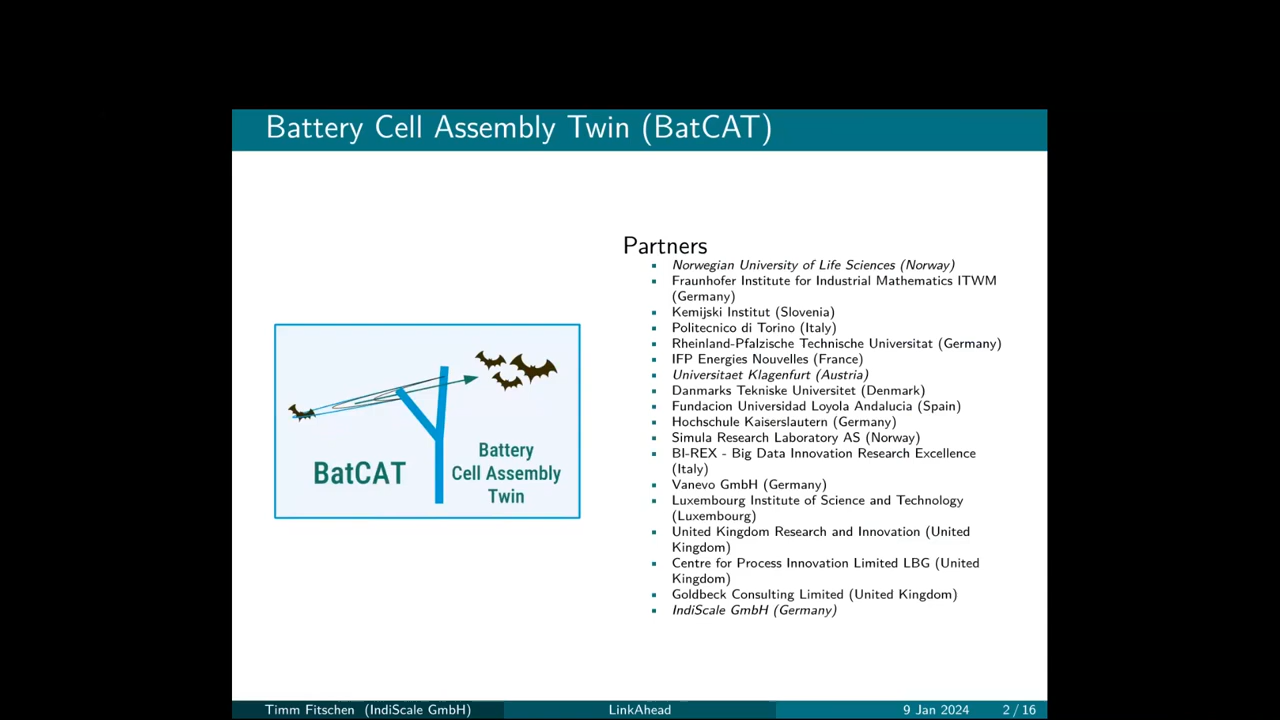 Battery Cell Assembly Twin (BatCAT)
BatCAT
Battery
Cell Assembly
Twin
Partners
Norwegian University of Life Sciences (Norway)
Fraunhofer Institute for Industrial Mathematics ITWM
(Germany)
Kemijski Institut (Slovenia)
Politecnico di Torino (Italy)
Rheinland-Pfalzische Technische Universitat (Germany)
IFP Energies Nouvelles (France)
Universitaet Klagenfurt (Austria)
Danmarks Tekniske Universitet (Denmark)
Fundacion Universidad Loyola Andalucia (Spain)
Hochschule Kaiserslautern (Germany)
Simula Research Laboratory AS (Norway)
BI-REX - Big Data Innovation Research Excellence
(Italy)
Vanevo GmbH (Germany)
Luxembourg Institute of Science and Technology
(Luxembourg)
United Kingdom Research and Innovation (United
Kingdom)
Centre for Process Innovation Limited LBG (United
Kingdom)
Goldbeck Consulting Limited (United Kingdom)
IndiScale GmbH (Germany)
Timm Fitschen (IndiScale GmbH) LinkAhead 9 Jan 2024 2 / 16